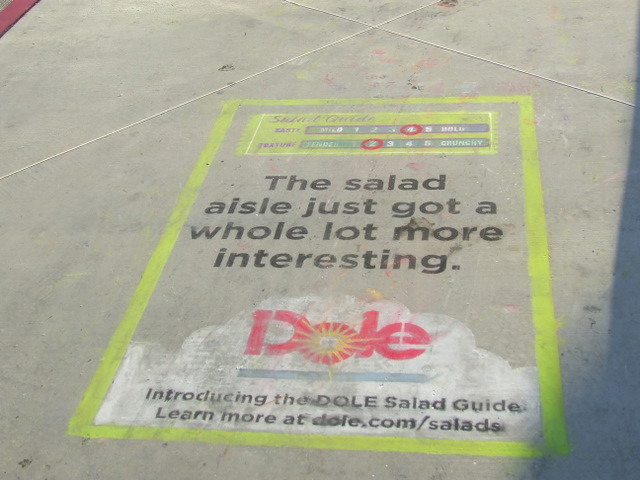 Salad Guide
TASTE MILD 1 2 3 4 5 BOLD
TEXTURE TENDER 2 3 4 5 CRUNCHY
The salad
aisle just got a
whole lot more
interesting.
Dole
Introducing the DOLE Salad Guide
Learn more at dole.com/salads